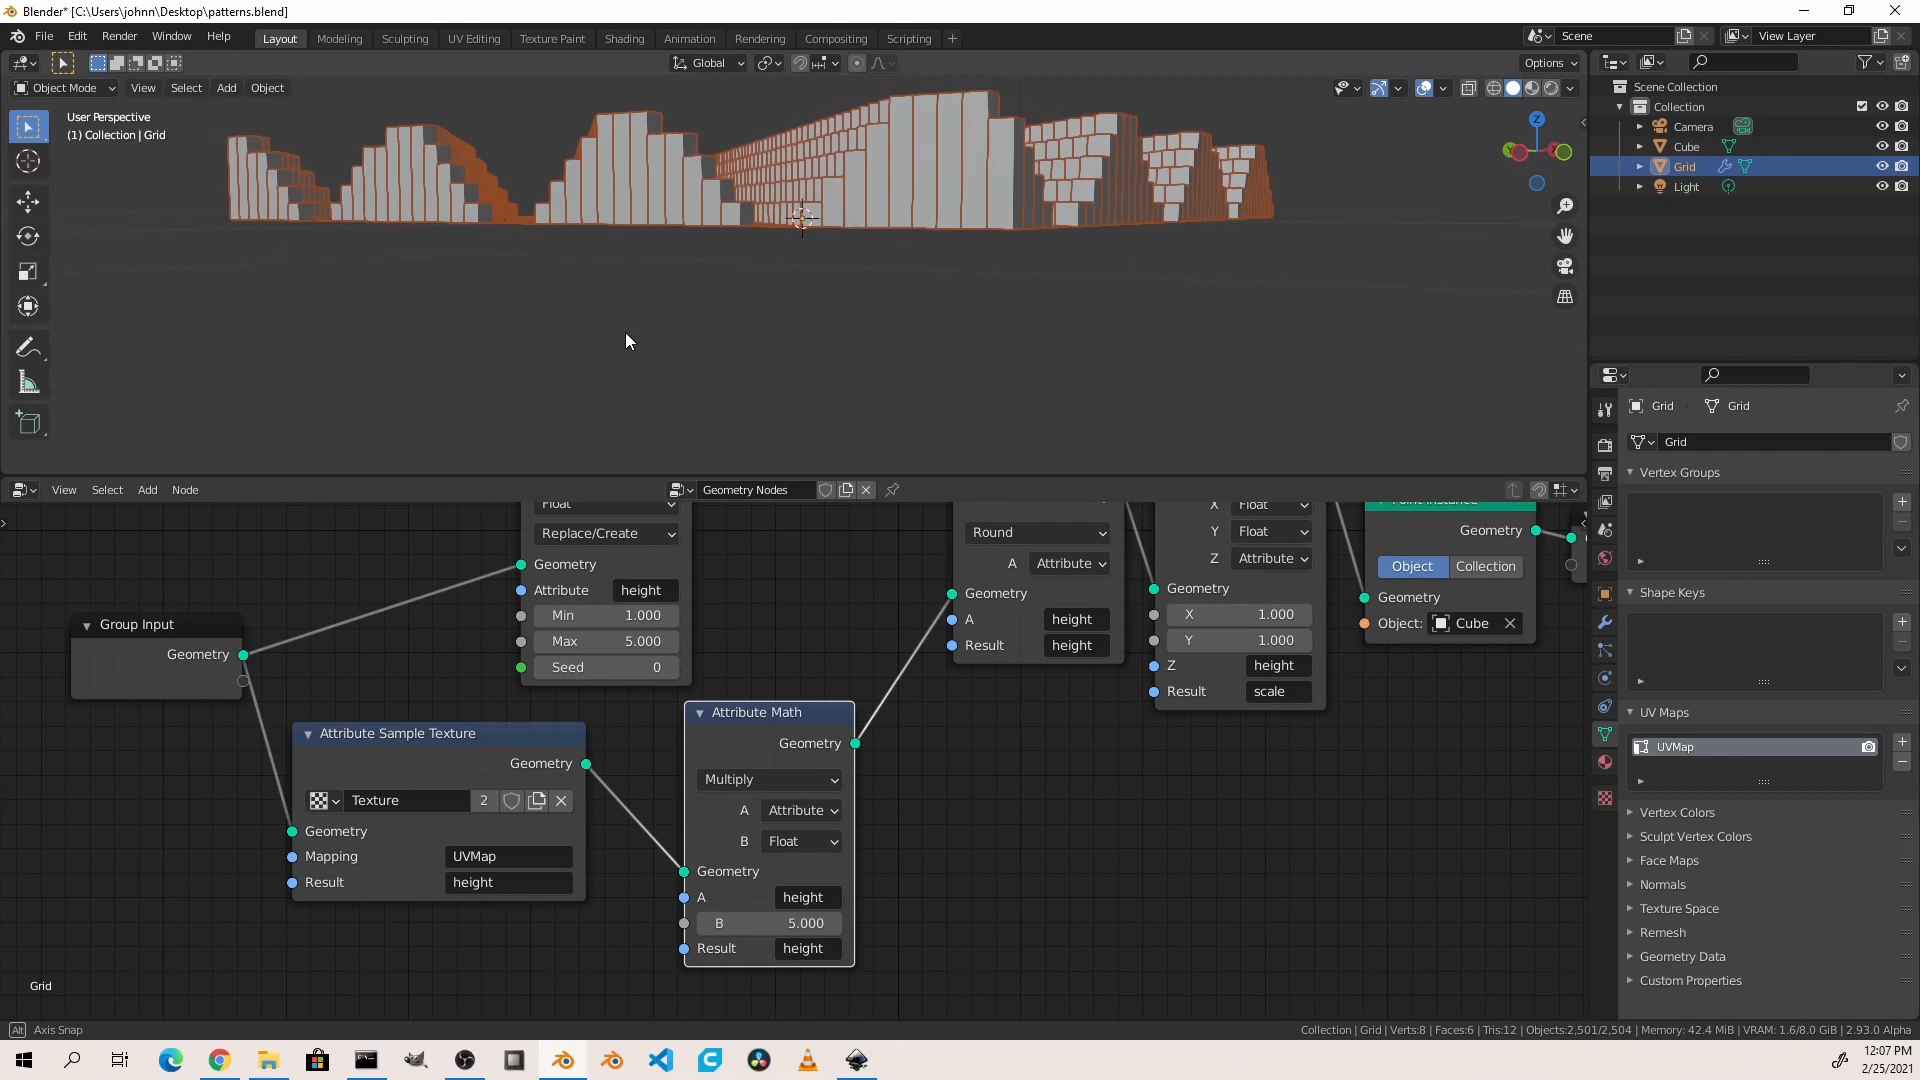 Blender* [C:\Users\johnn\Desktop\patterns.blend]
File Edit Render Window Help
Layout Modeling Sculpting UV Editing Texture Paint Shading Animation Rendering Compositing Scripting +
Scene
View Layer
Global
Options
Object Mode View Select Add Object
User Perspective
(1) Collection | Grid
Z
Scene Collection
Collection
Camera
Cube
Grid
Light
Grid Grid
Grid
Vertex Groups
Shape Keys
UV Maps
UVMap
Vertex Colors
Sculpt Vertex Colors
Face Maps
Normals
Texture Space
Remesh
Geometry Data
Custom Properties
View Select Add Node
Geometry Nodes
Group Input
Geometry
Float
Replace/Create
Geometry
Attribute height
Min 1.000
Max 5.000
Seed 0
Attribute Sample Texture
Geometry
Texture 2
Geometry
Mapping UVMap
Result height
Attribute Math
Geometry
Multiply
A Attribute
B Float
Geometry
A height
B 5.000
Result height
Round
A Attribute
Geometry
A height
Result height
X Float
Y Float
Z Attribute
Geometry
X 1.000
Y 1.000
Z height
Result scale
Point Instance
Geometry
Object Collection
Geometry
Object: Cube
Grid
Alt Axis Snap
Collection | Grid | Verts:8 | Faces:6 | Tris:12 | Objects:2,501/2,504 | Memory: 42.4 MiB | VRAM: 1.6/8.0 GiB | 2.93.0 Alpha
12:07 PM
2/25/2021